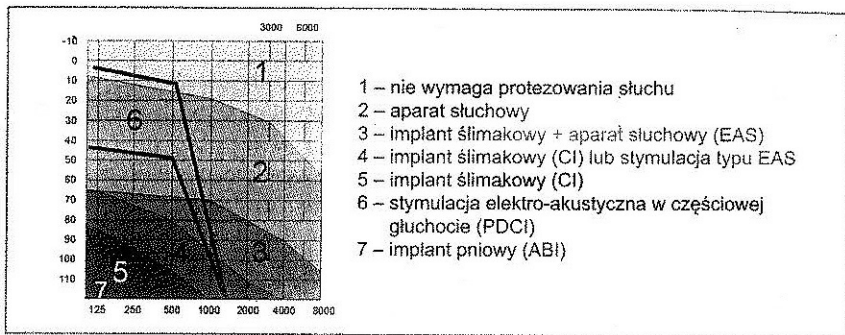 3000 6000
-10
0
10
20
30
40
50
60
70
80
90
100
110
125 250 500 1000 2000 4000 8000
1
6
2
4 3
5
7
1 – nie wymaga protezowania słuchu
2 – aparat słuchowy
3 – implant ślimakowy + aparat słuchowy (EAS)
4 – implant ślimakowy (CI) lub stymulacja typu EAS
5 – implant ślimakowy (CI)
6 – stymulacja elektro-akustyczna w częściowej
głuchocie (PDCI)
7 – implant pniowy (ABI)